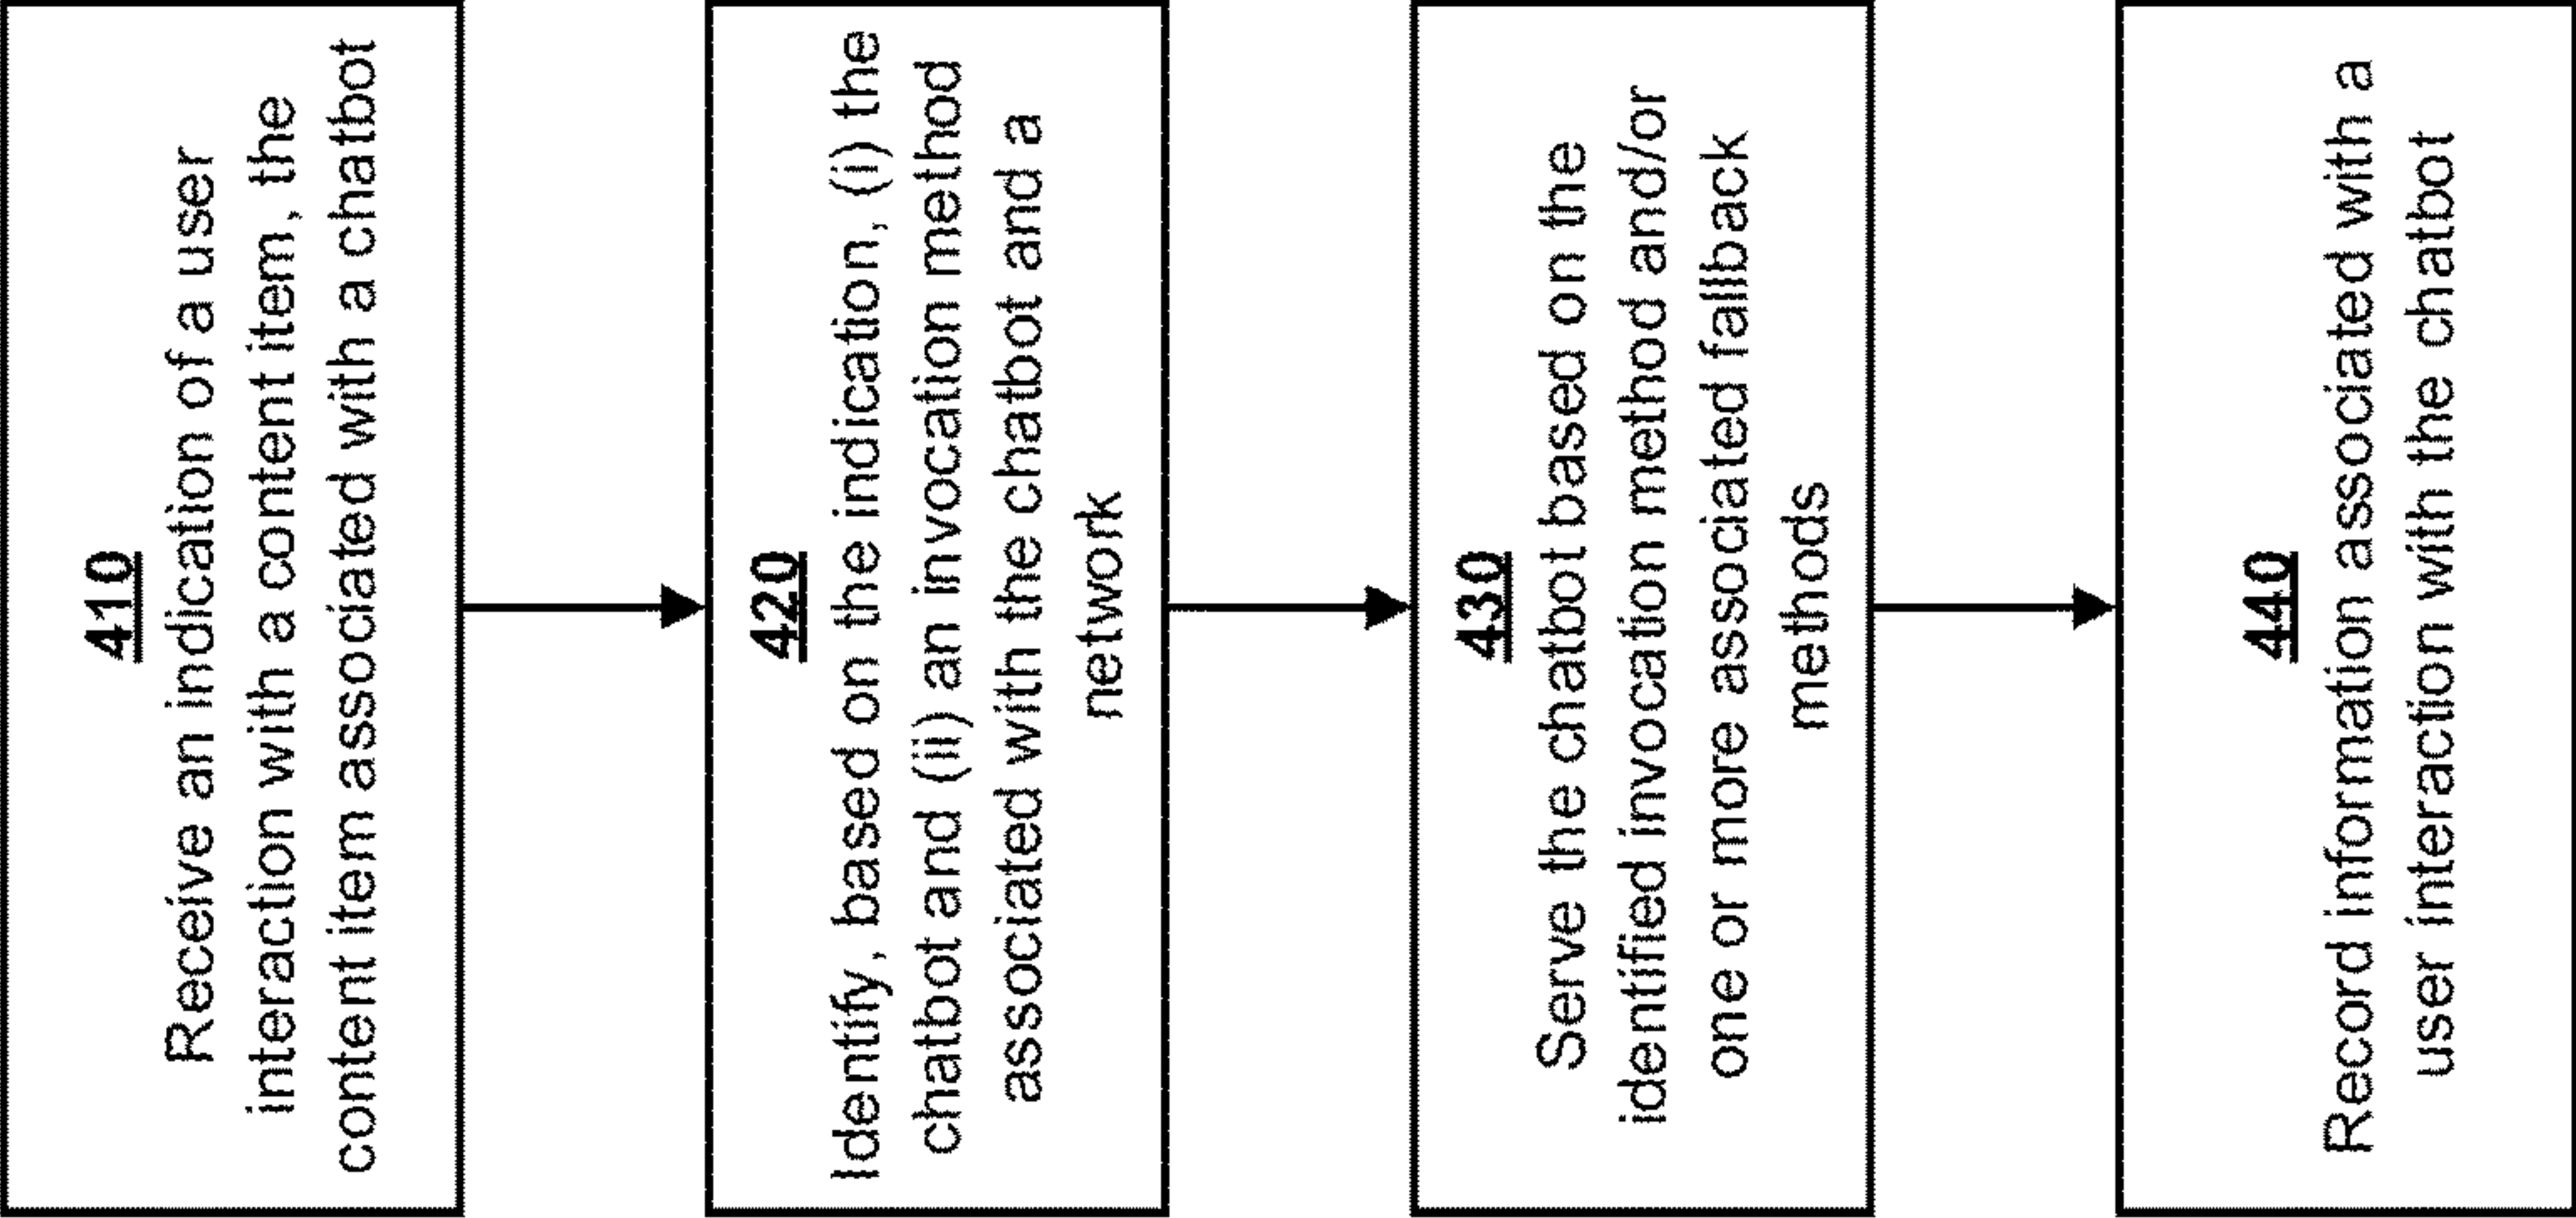 410
Receive an indication of a user
interaction with a content item, the
content item associated with a chatbot
420
Identify, based on the indication, (i) the
chatbot and (ii) an invocation method
associated with the chatbot and a
network
430
Serve the chatbot based on the
identified invocation method and/or
one or more associated fallback
methods
440
Record information associated with a
user interaction with the chatbot